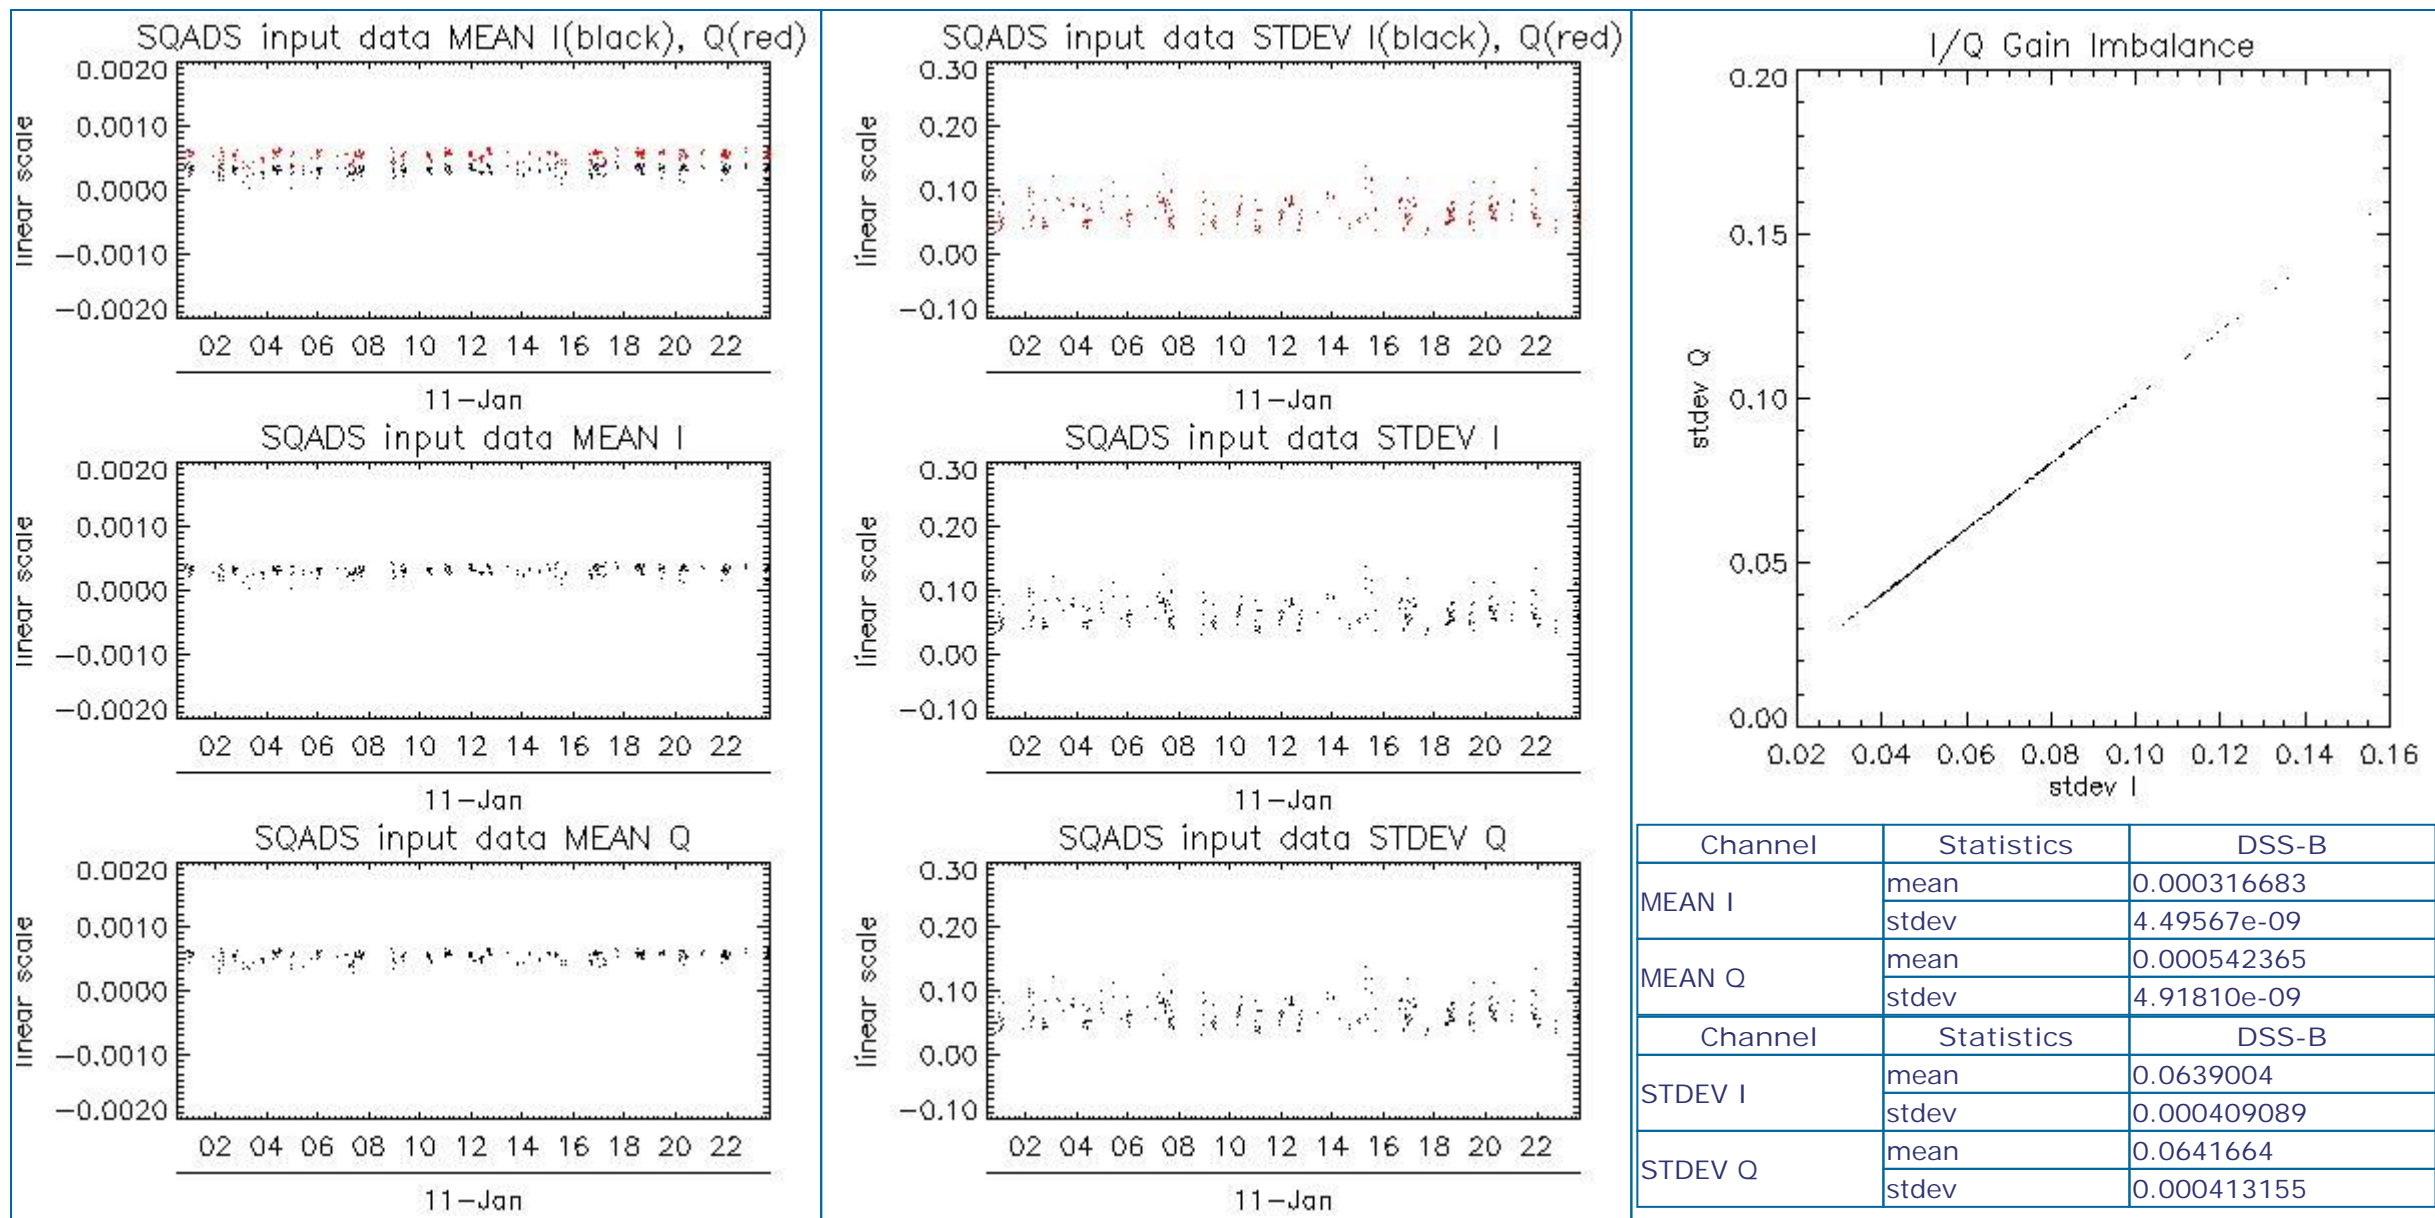 SQADS input data MEAN I(black), Q(red)
0.0020
0.0010
0.0000
-0.0010
-0.0020
linear scale
02 04 06 08 10 12 14 16 18 20 22
11-Jan
SQADS input data MEAN I
0.0020
0.0010
0.0000
-0.0010
-0.0020
linear scale
02 04 06 08 10 12 14 16 18 20 22
11-Jan
SQADS input data MEAN Q
0.0020
0.0010
0.0000
-0.0010
-0.0020
linear scale
02 04 06 08 10 12 14 16 18 20 22
11-Jan
SQADS input data STDEV I(black), Q(red)
0.30
0.20
0.10
0.00
-0.10
linear scale
02 04 06 08 10 12 14 16 18 20 22
11-Jan
SQADS input data STDEV I
0.30
0.20
0.10
0.00
-0.10
linear scale
02 04 06 08 10 12 14 16 18 20 22
11-Jan
SQADS input data STDEV Q
0.30
0.20
0.10
0.00
-0.10
linear scale
02 04 06 08 10 12 14 16 18 20 22
11-Jan
I/Q Gain Imbalance
0.20
0.15
0.10
0.05
0.00
stdev Q
0.02 0.04 0.06 0.08 0.10 0.12 0.14 0.16
stdev I
Channel Statistics DSS-B
MEAN I mean 0.000316683
stdev 4.49567e-09
MEAN Q mean 0.000542365
stdev 4.91810e-09
Channel Statistics DSS-B
STDEV I mean 0.0639004
stdev 0.000409089
STDEV Q mean 0.0641664
stdev 0.000413155